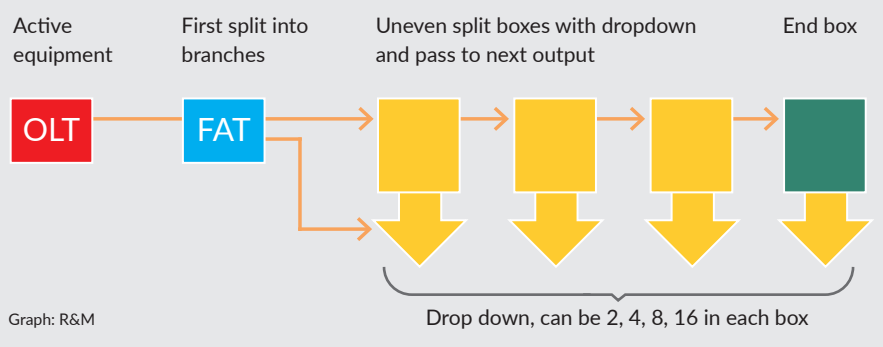 Active
equipment
First split into
branches
Uneven split boxes with dropdown
and pass to next output
End box
OLT
FAT
Drop down, can be 2, 4, 8, 16 in each box
Graph: R&M